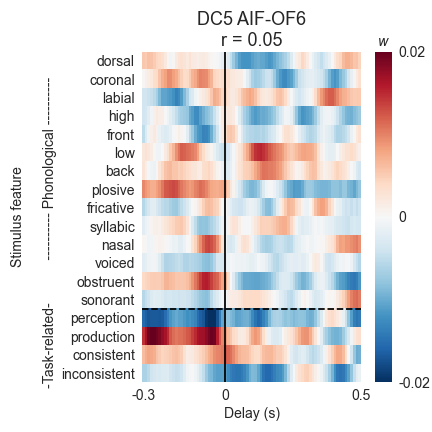 DC5 AIF-OF6
r = 0.05
w
dorsal
coronal
labial
high
front
low
back
plosive
fricative
syllabic
nasal
voiced
obstruent
sonorant
perception
production
consistent
inconsistent
Stimulus feature
-Task-related- ---------- Phonological ----------
0.02
0
-0.02
-0.3 0 0.5
Delay (s)